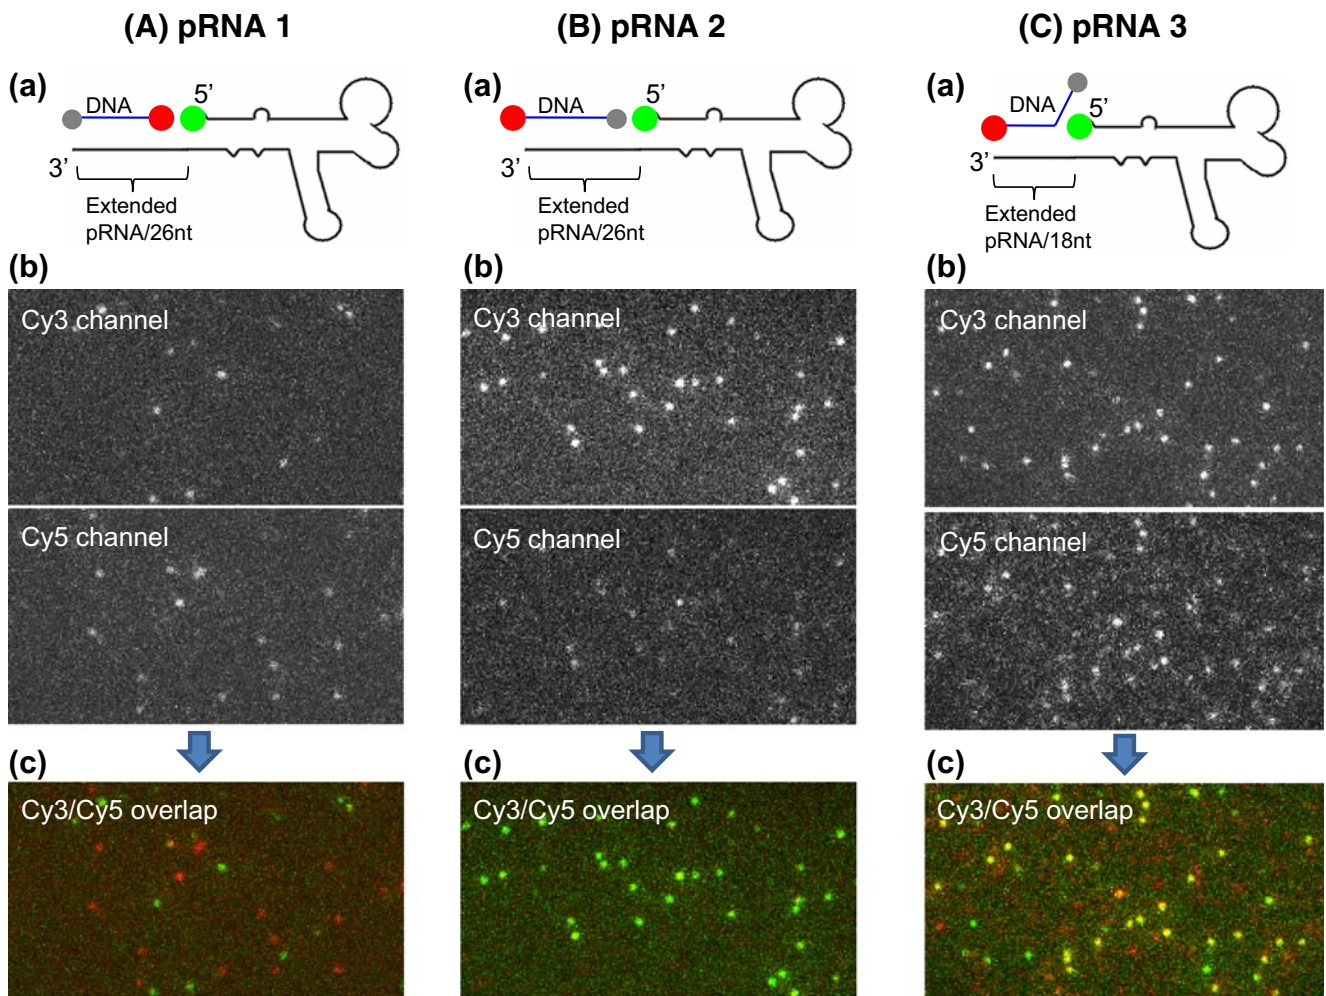 (A) pRNA 1
(a)
DNA
5’
3’
Extended
pRNA/26nt
(b)
Cy3 channel
Cy5 channel
(c)
Cy3/Cy5 overlap
(B) pRNA 2
(a)
DNA
5’
3’
Extended
pRNA/26nt
(b)
Cy3 channel
Cy5 channel
(c)
Cy3/Cy5 overlap
(C) pRNA 3
(a)
DNA
5’
3’
Extended
pRNA/18nt
(b)
Cy3 channel
Cy5 channel
(c)
Cy3/Cy5 overlap